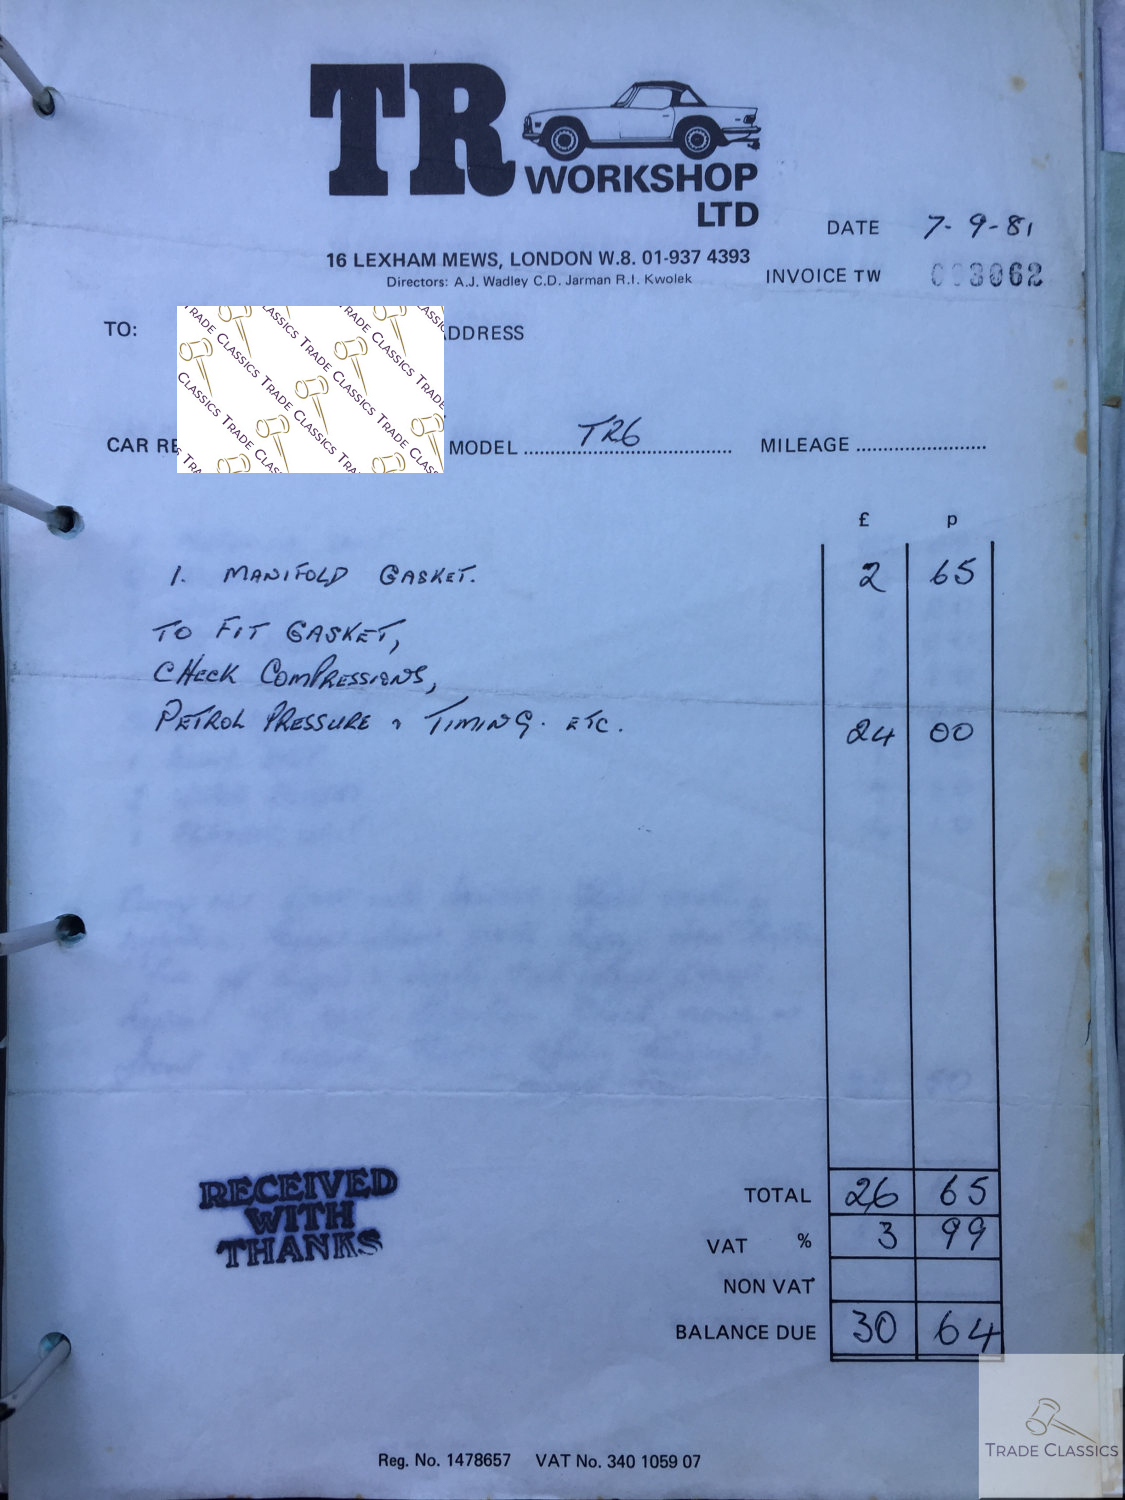 TR
WORKSHOP
LTD
16 LEXHAM MEWS, LONDON W.8. 01-937 4393
Directors: A.J. Wadley C.D. Jarman R.I. Kwolek
DATE 7-9-81
INVOICE TW 003062
TO:
ADDRESS
CAR RE
MODEL TR6
MILEAGE
£ p
1. MANIFOLD GASKET. 2 65
TO FIT GASKET,
CHECK COMPRESSIONS,
PETROL PRESSURE, TIMING. ETC. 24 00
RECEIVED
WITH
THANKS
TOTAL 26 65
VAT % 3 99
NON VAT
BALANCE DUE 30 64
Reg. No. 1478657 VAT No. 340 1059 07
TRADE CLASSICS